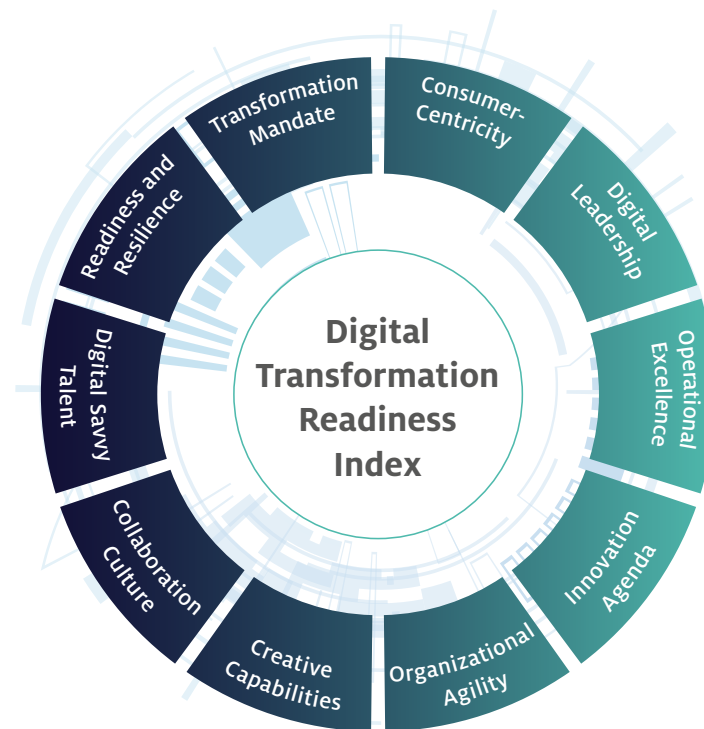 Transformation
Mandate
Consumer-
Centricity
Digital
Leadership
Operational
Excellence
Innovation
Agenda
Organizational
Agility
Creative
Capabilities
Collaboration
Culture
Digital Savvy
Talent
Readiness and
Resilience
Digital
Transformation
Readiness
Index